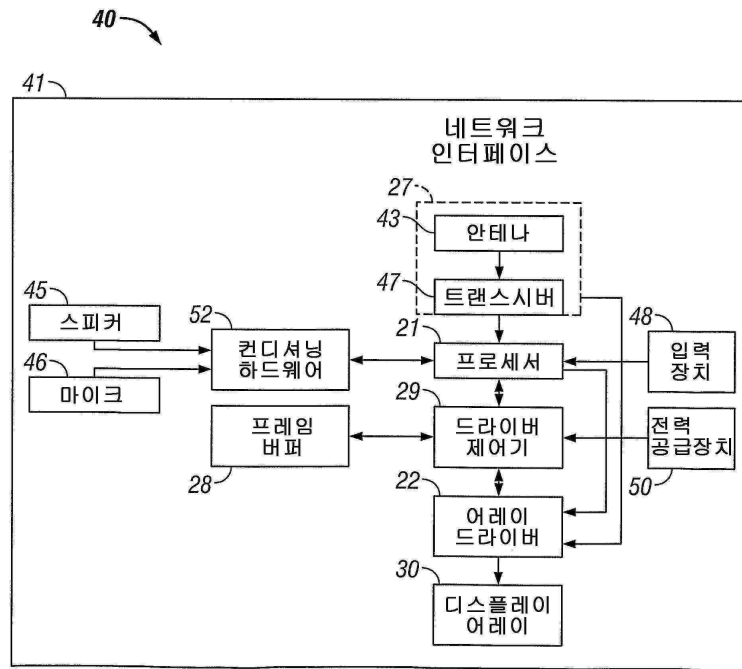 40
41
네트워크
인터페이스
27
43
안테나
47
트랜스시버
45
스피커
52
컨디셔닝
하드웨어
21
프로세서
48
입력
장치
46
마이크
29
드라이버
제어기
프레임
버퍼
28
전력
공급장치
50
22
어레이
드라이버
30
디스플레이
어레이